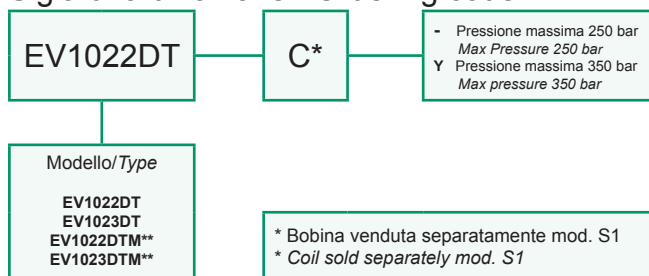 EV1022DT
C*
- Pressione massima 250 bar
Max Pressure 250 bar
Y Pressione massima 350 bar
Max pressure 350 bar
Modello/Type
EV1022DT
EV1023DT
EV1022DTM**
EV1023DTM**
* Bobina venduta separatamente mod. S1
* Coil sold separately mod. S1